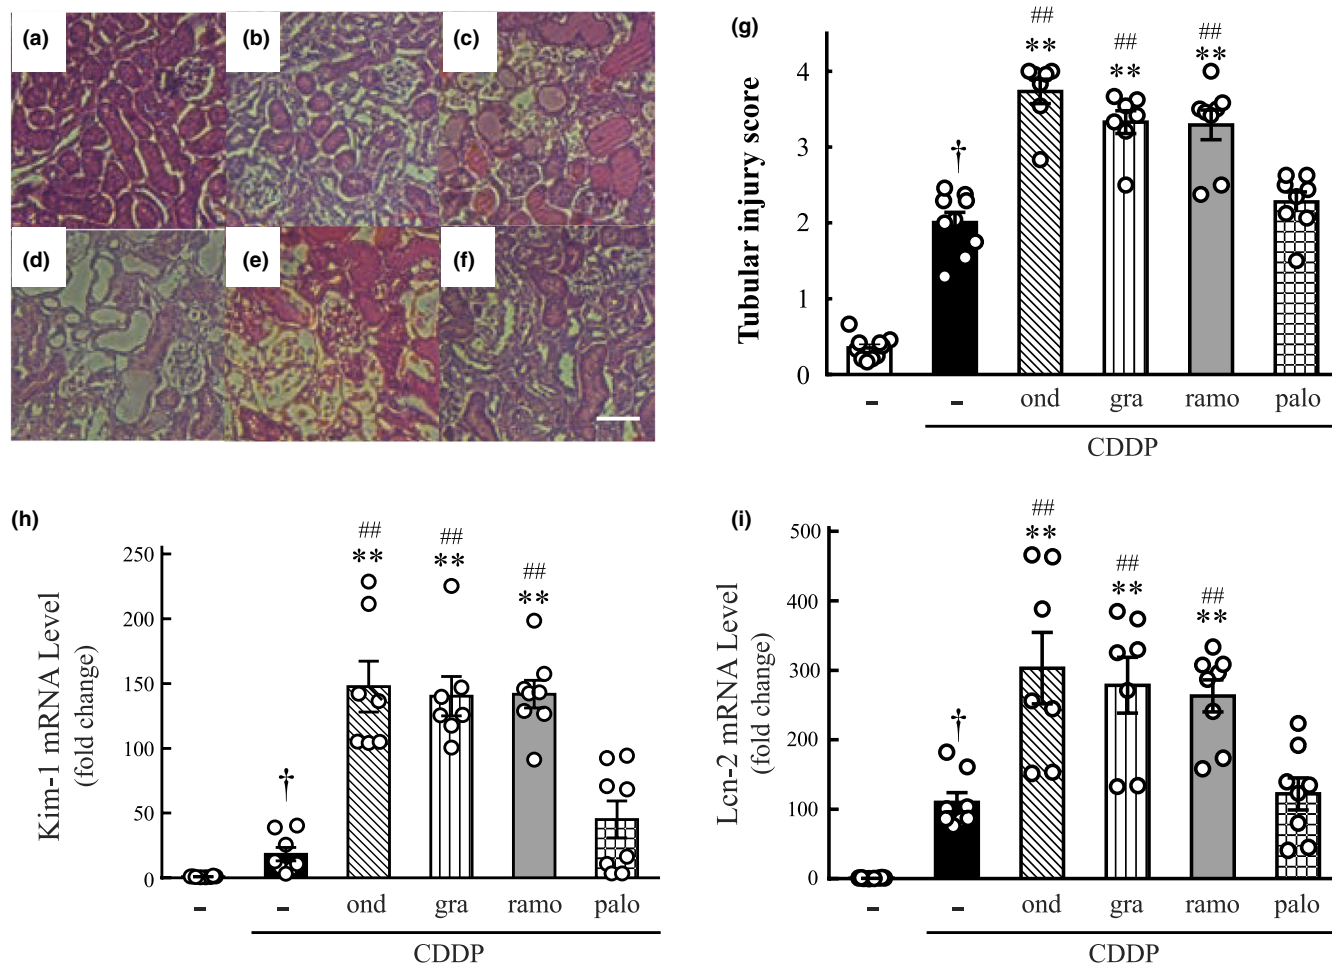 (a)
(b)
(c)
(d)
(e)
(f)
(g)
Tubular injury score
4
3
2
1
0
†
##
**
##
**
##
**
– – ond gra ramo palo
CDDP
(h)
Kim-1 mRNA Level
(fold change)
250
200
150
100
50
0
†
##
**
##
**
##
**
– – ond gra ramo palo
CDDP
(i)
Lcn-2 mRNA Level
(fold change)
500
400
300
200
100
0
†
##
**
##
**
##
**
– – ond gra ramo palo
CDDP